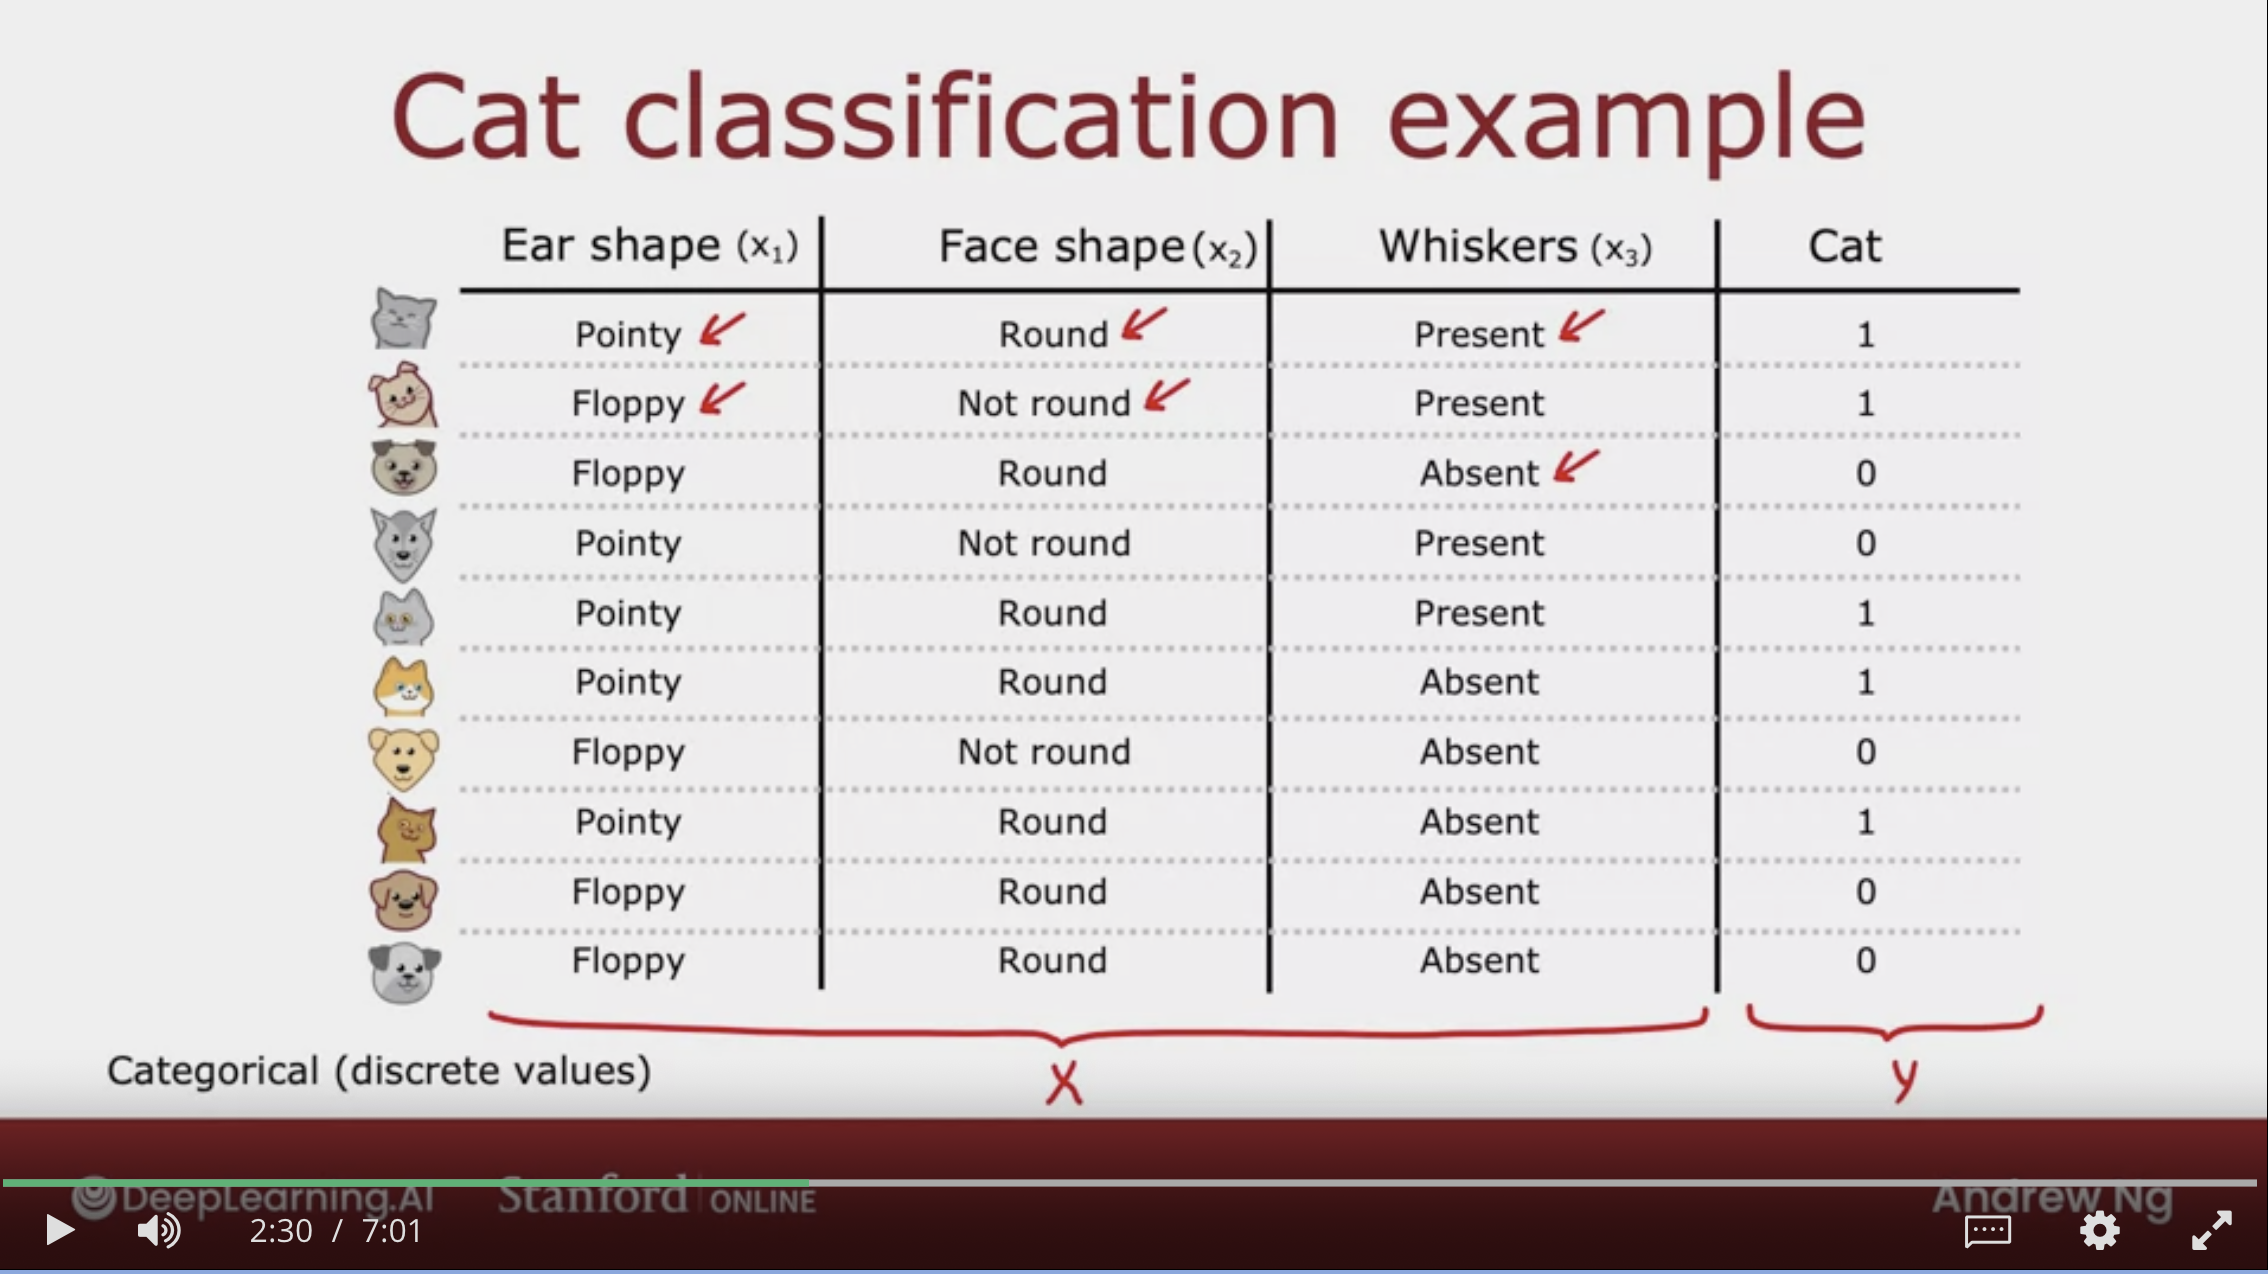 Cat classification example
Ear shape (x₁) Face shape (x₂) Whiskers (x₃) Cat
Pointy Round Present 1
Floppy Not round Present 1
Floppy Round Absent 0
Pointy Not round Present 0
Pointy Round Present 1
Pointy Round Absent 1
Floppy Not round Absent 0
Pointy Round Absent 1
Floppy Round Absent 0
Floppy Round Absent 0
Categorical (discrete values) X y
DeepLearning.AI Stanford ONLINE Andrew Ng
2:30 / 7:01